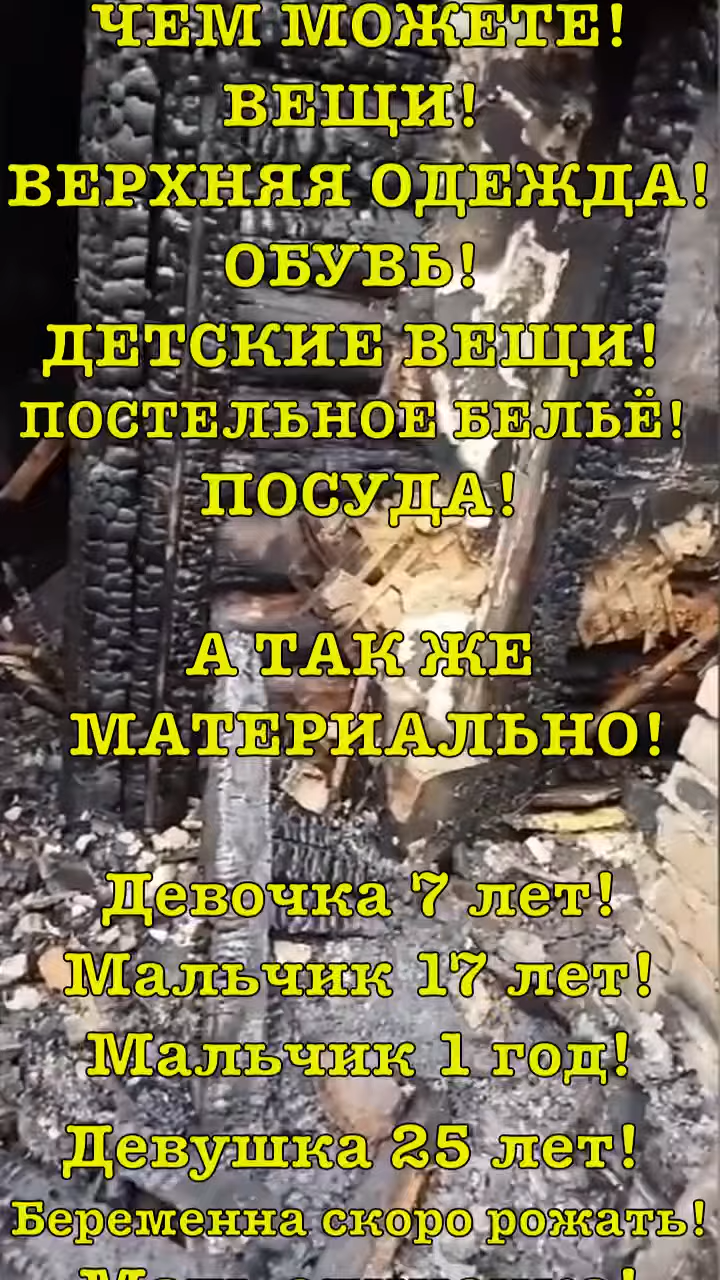 ЧЕМ МОЖЕТЕ!
ВЕЩИ!
ВЕРХНЯЯ ОДЕЖДА!
ОБУВЬ!
ДЕТСКИЕ ВЕЩИ!
ПОСТЕЛЬНОЕ БЕЛЬЁ!
ПОСУДА!
А ТАК ЖЕ
МАТЕРИАЛЬНО!
Девочка 7 лет!
Мальчик 17 лет!
Мальчик 1 год!
Девушка 25 лет!
Беременна скоро рожать!